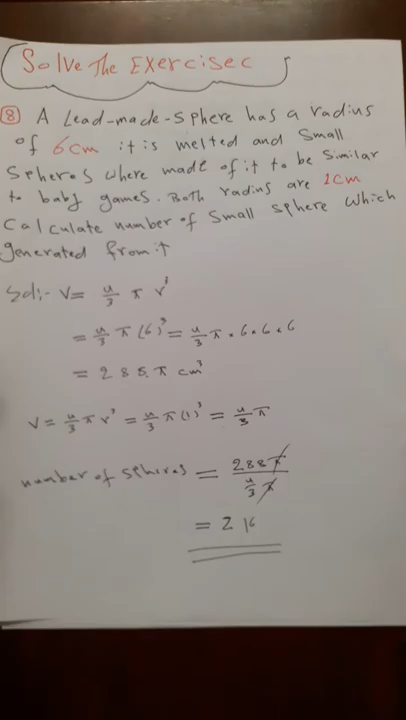 Solve The Exercisec
8 A Lead-made-sphere has a radius
of 6cm it is melted and small
spheres where made of it to be similar
to baby games. Both radius are 1cm
Calculate number of small sphere which
generated from it
Sol:- V= 4/3 π r³
= 4/3 π (6)³ = 4/3 π . 6 . 6 . 6
= 288 π cm³
V = 4/3 π r³ = 4/3 π (1)³ = 4/3 π
number of spheres = 288π / 4/3 π
= 216